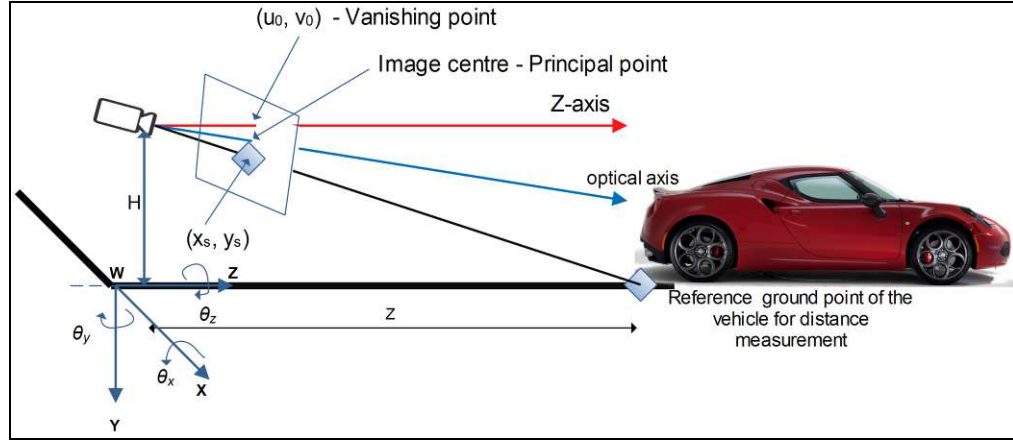 (u₀, v₀) - Vanishing point
Image centre - Principal point
Z-axis
optical axis
H
(xₛ, yₛ)
W
Z
θz
θy
z
Reference ground point of the
vehicle for distance
measurement
θx
X
Y